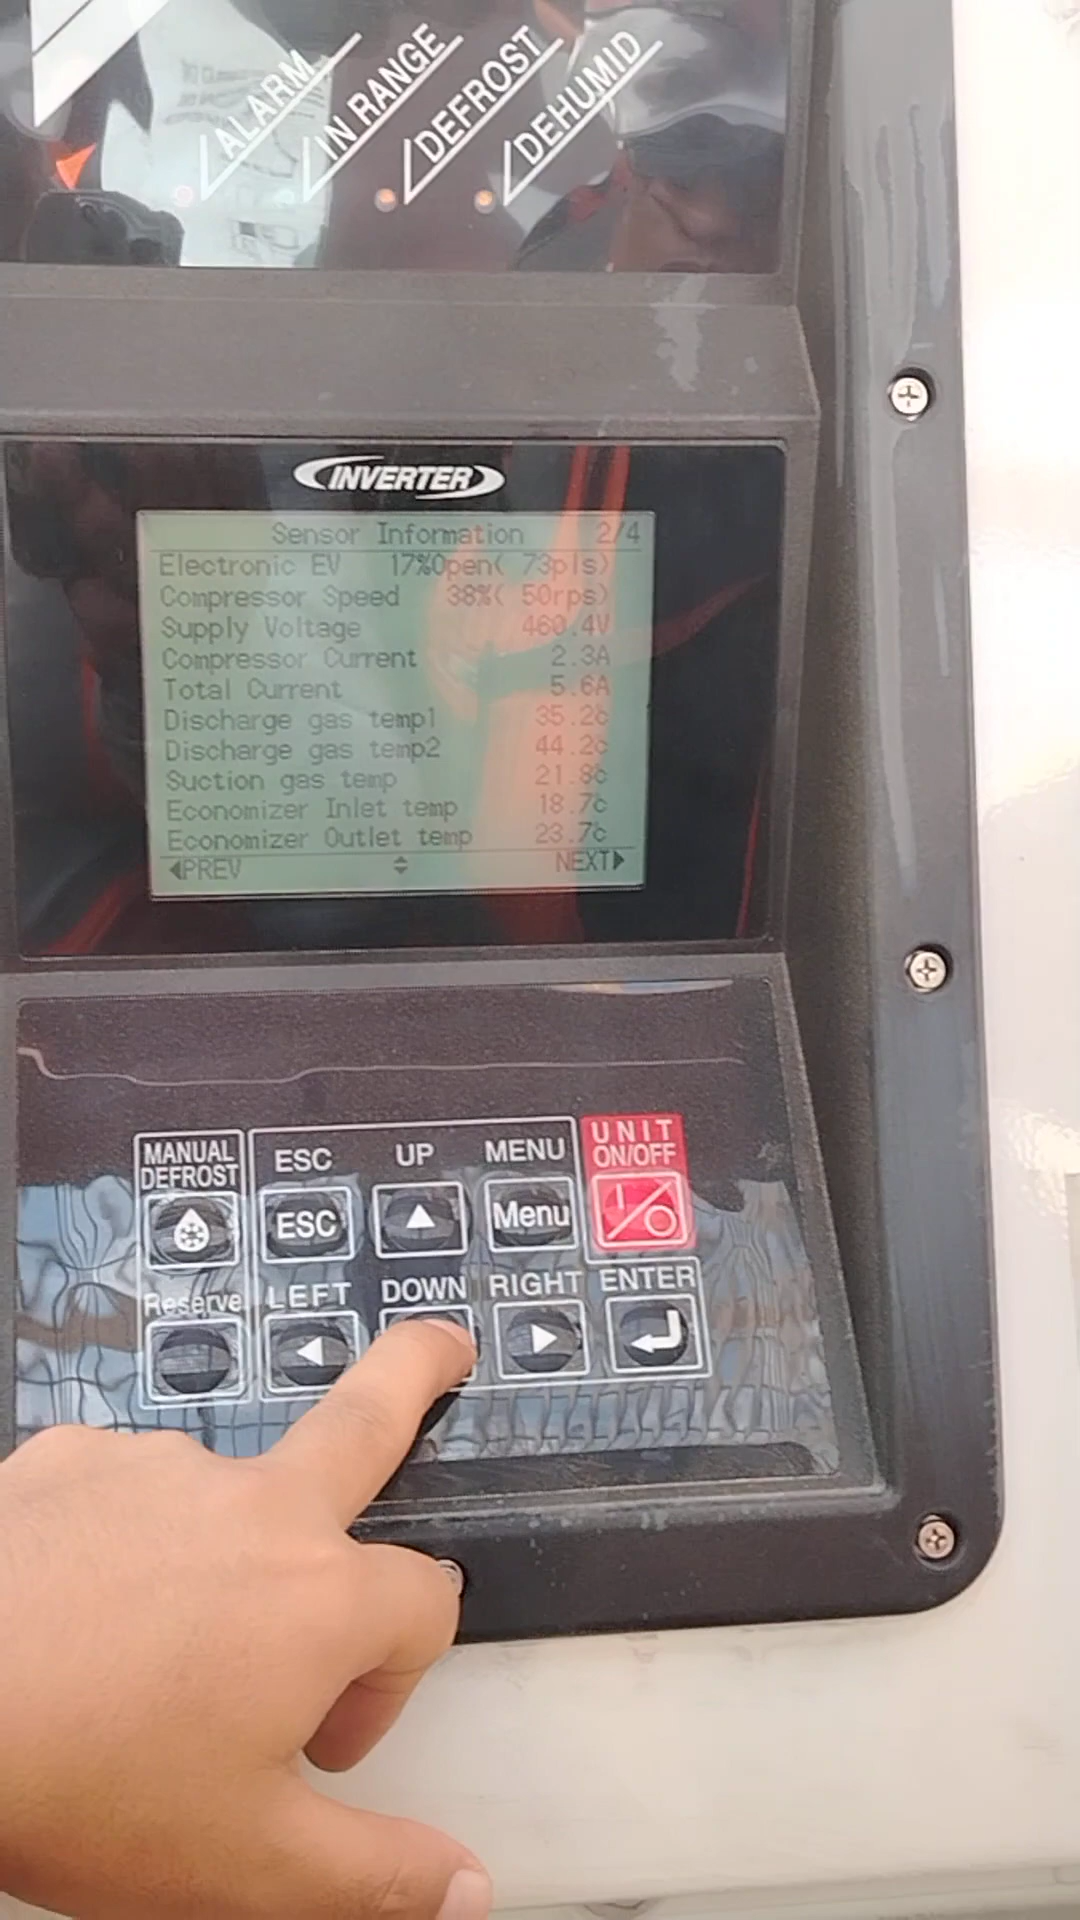 ALARM
IN RANGE
DEFROST
DEHUMID
INVERTER
Sensor Information 2/4
Electronic EV 17%Open( 73pls)
Compressor Speed 38%( 50rps)
Supply Voltage 460.4V
Compressor Current 2.3A
Total Current 5.6A
Discharge gas temp1 35.2c
Discharge gas temp2 44.2c
Suction gas temp 21.8c
Economizer Inlet temp 18.7c
Economizer Outlet temp 23.7c
◀PREV NEXT▶
MANUAL
DEFROST
ESC
UP
MENU
UNIT
ON/OFF
ESC
Menu
I/O
Reserve
LEFT
DOWN
RIGHT
ENTER